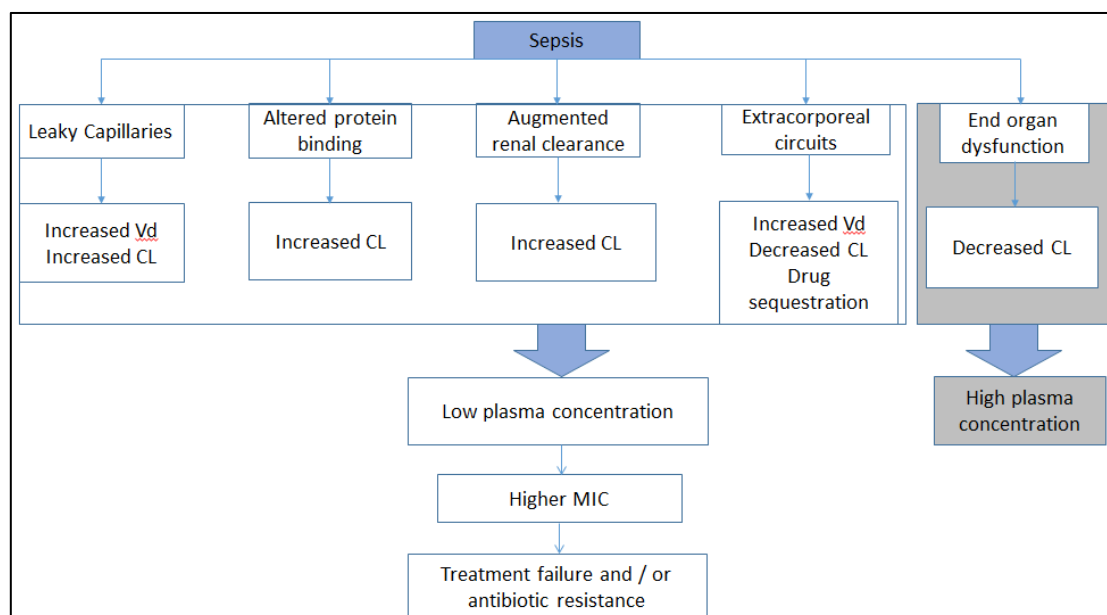 Sepsis
Leaky Capillaries
Altered protein
binding
Augmented
renal clearance
Extracorporeal
circuits
End organ
dysfunction
Increased Vd
Increased CL
Increased CL
Increased CL
Increased Vd
Decreased CL
Drug
sequestration
Decreased CL
Low plasma concentration
High plasma
concentration
Higher MIC
Treatment failure and / or
antibiotic resistance